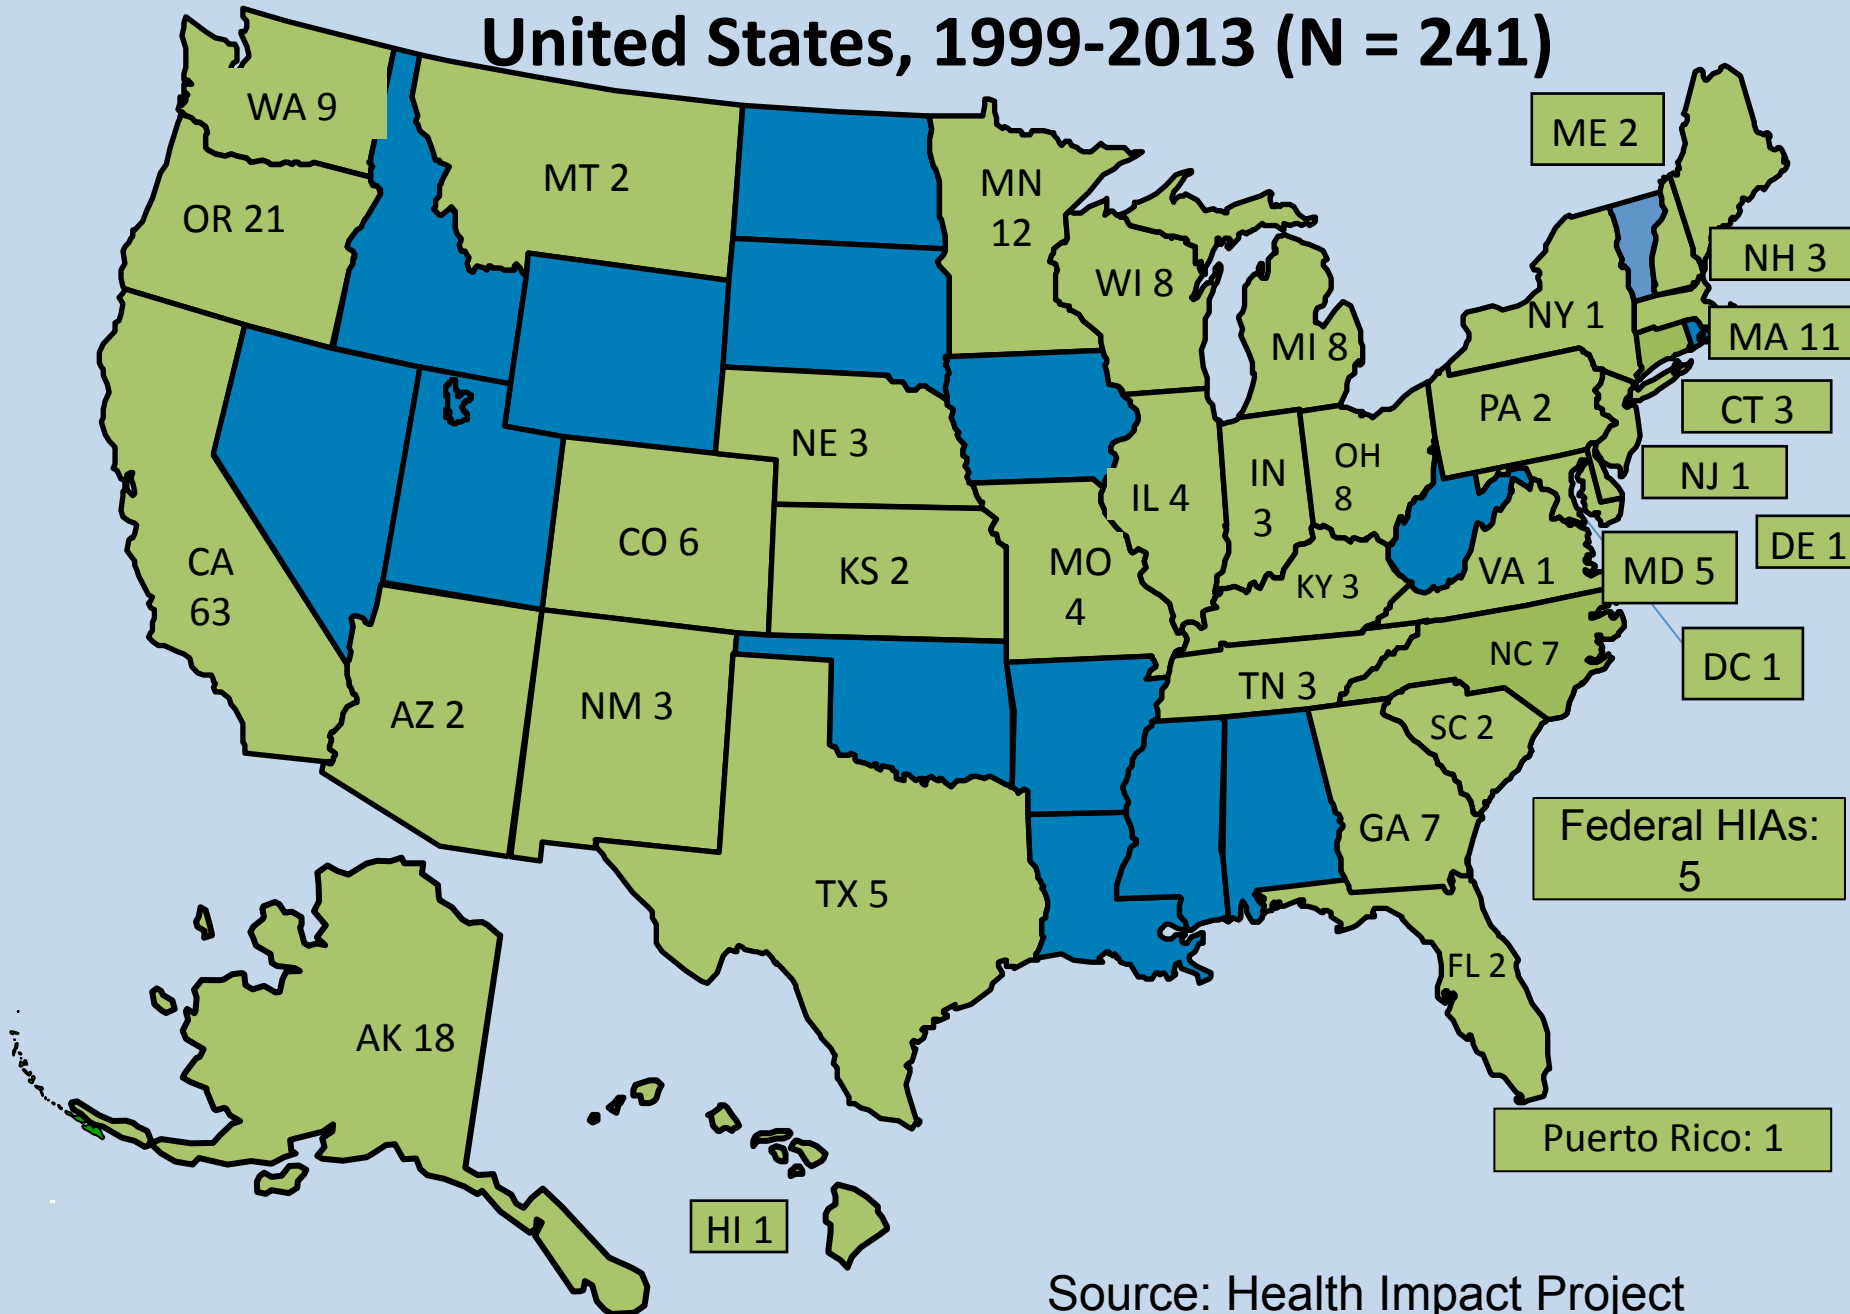 United States, 1999-2013 (N = 241)
WA 9
MT 2
OR 21
MN
12
WI 8
MI 8
ME 2
NH 3
NY 1
MA 11
PA 2
CT 3
NJ 1
DE 1
NE 3
IL 4
IN
3
OH
8
CO 6
KS 2
MO
4
KY 3
VA 1
MD 5
CA
63
DC 1
NC 7
TN 3
SC 2
AZ 2
NM 3
GA 7
Federal HIAs:
5
TX 5
FL 2
AK 18
Puerto Rico: 1
HI 1
Source: Health Impact Project